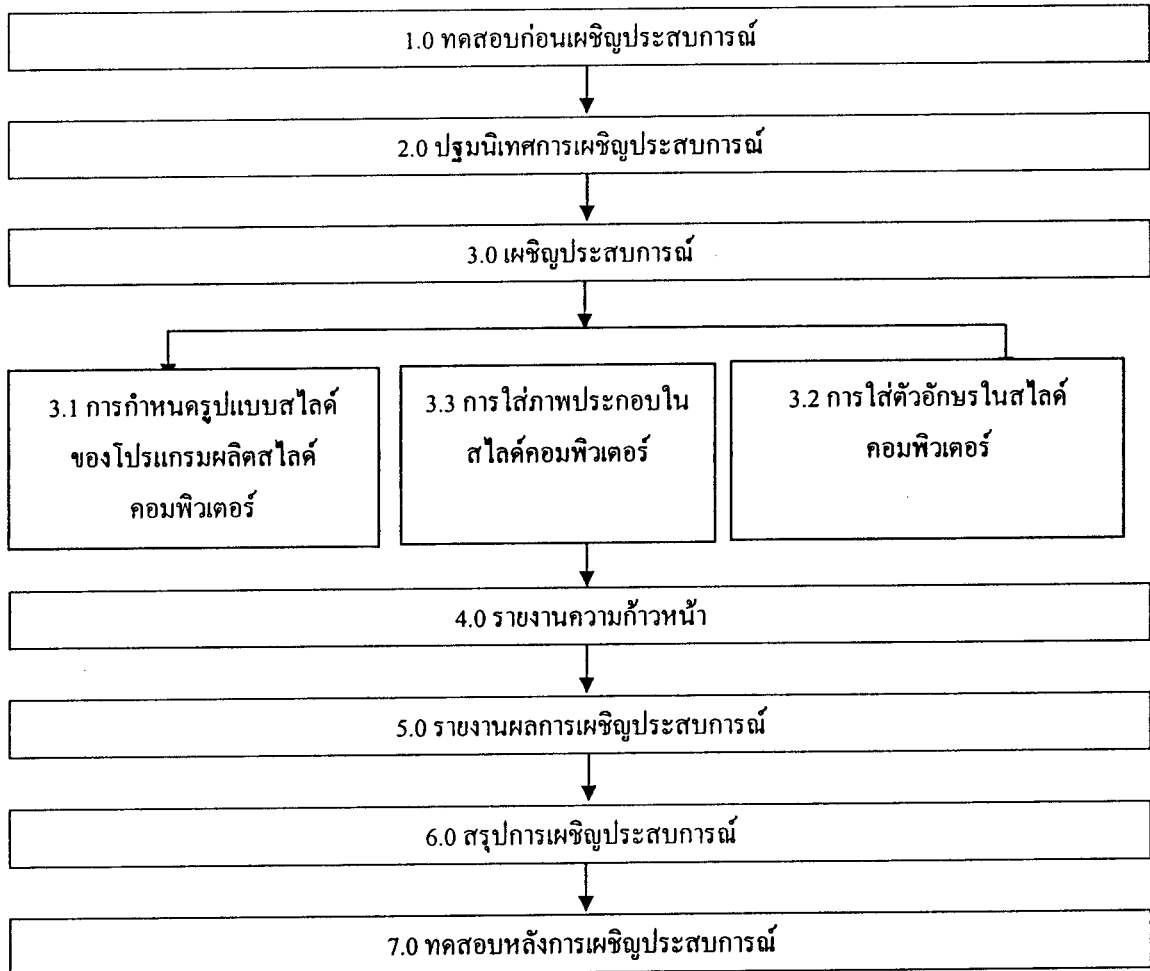 1.0 ทดสอบก่อนเผชิญประสบการณ์
2.0 ปฐมนิเทศการเผชิญประสบการณ์
3.0 เผชิญประสบการณ์
3.1 การกำหนดรูปแบบสไลด์
ของโปรแกรมผลิตสไลด์
คอมพิวเตอร์
3.3 การใส่ภาพประกอบใน
สไลด์คอมพิวเตอร์
3.2 การใส่ตัวอักษรในสไลด์
คอมพิวเตอร์
4.0 รายงานความก้าวหน้า
5.0 รายงานผลการเผชิญประสบการณ์
6.0 สรุปการเผชิญประสบการณ์
7.0 ทดสอบหลังการเผชิญประสบการณ์